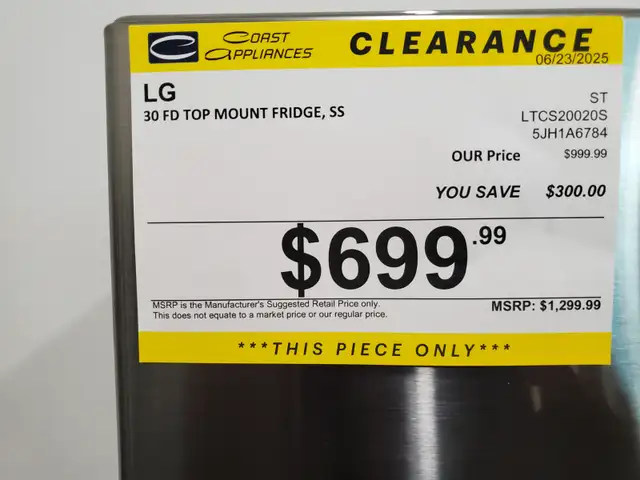 COAST APPLIANCES
CLEARANCE
06/23/2025
LG
30 FD TOP MOUNT FRIDGE, SS
ST
LTCS20020S
5JH1A6784
OUR Price $999.99
YOU SAVE $300.00
$699.99
MSRP is the Manufacturer's Suggested Retail Price only.
This does not equate to a market price or our regular price.
MSRP: $1,299.99
***THIS PIECE ONLY***